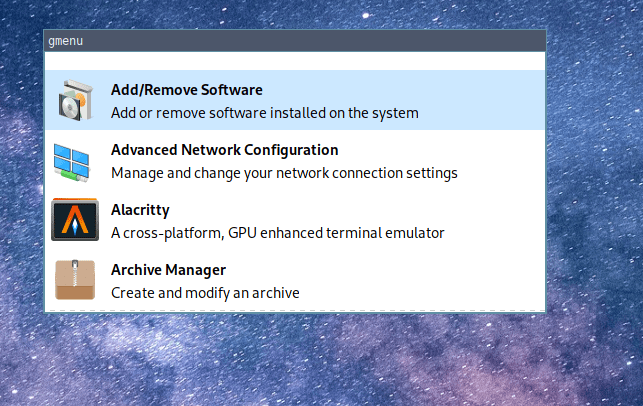 gmenu
Add/Remove Software
Add or remove software installed on the system
Advanced Network Configuration
Manage and change your network connection settings
Alacritty
A cross-platform, GPU enhanced terminal emulator
Archive Manager
Create and modify an archive